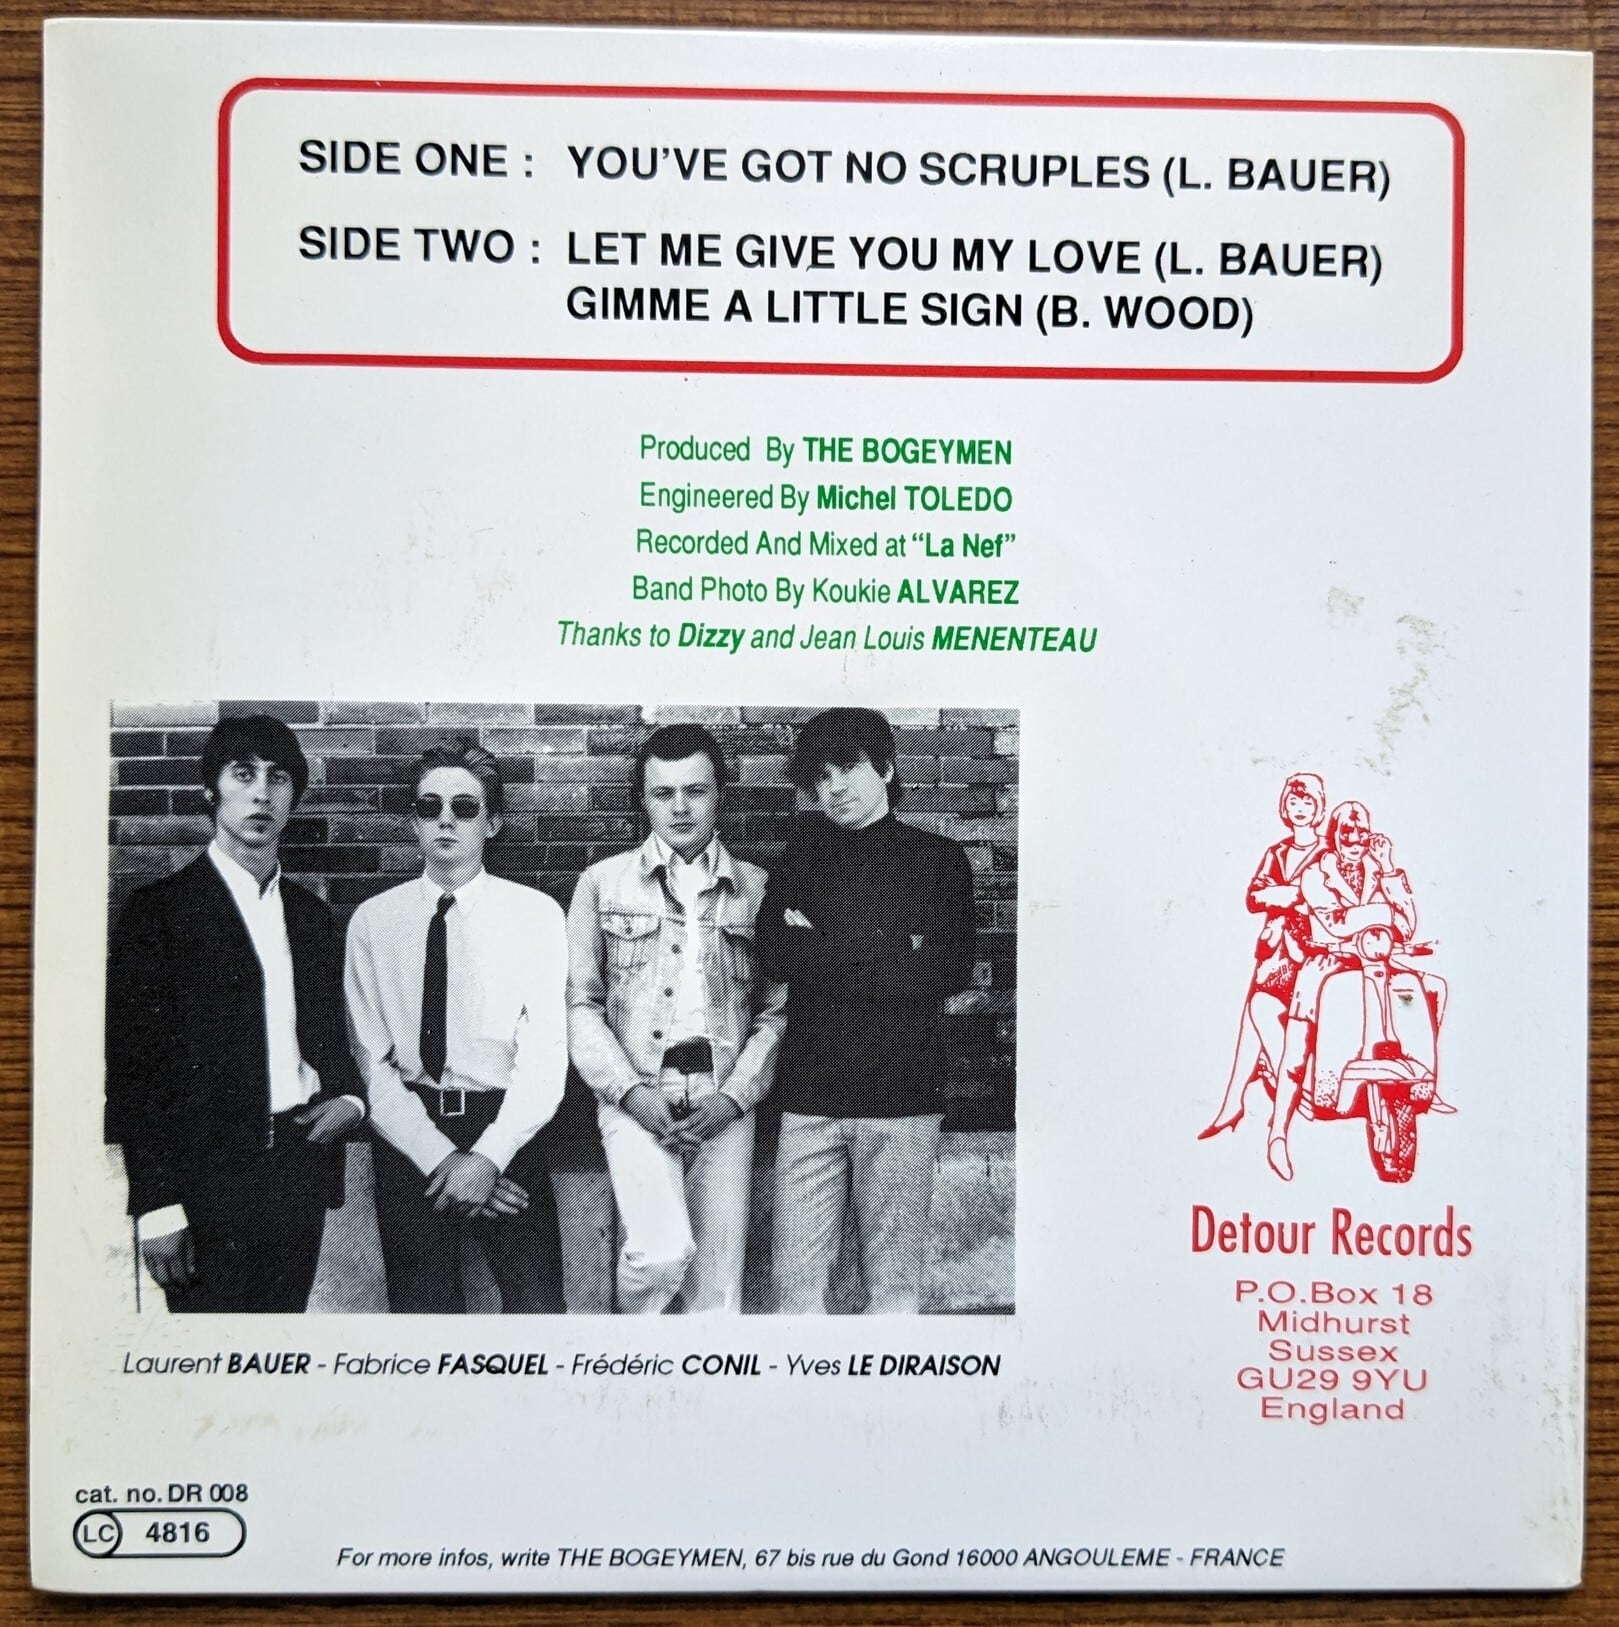 SIDE ONE : YOU'VE GOT NO SCRUPLES (L. BAUER)
SIDE TWO : LET ME GIVE YOU MY LOVE (L. BAUER)
GIMME A LITTLE SIGN (B. WOOD)
Produced By THE BOGEYMEN
Engineered By Michel TOLEDO
Recorded And Mixed at “La Nef”
Band Photo By Koukie ALVAREZ
Thanks to Dizzy and Jean Louis MENENTEAU
Laurent BAUER - Fabrice FASQUEL - Frédéric CONIL - Yves LE DIRAISON
Detour Records
P.O.Box 18
Midhurst
Sussex
GU29 9YU
England
cat. no. DR 008
LC 4816
For more infos, write THE BOGEYMEN, 67 bis rue du Gond 16000 ANGOULEME - FRANCE